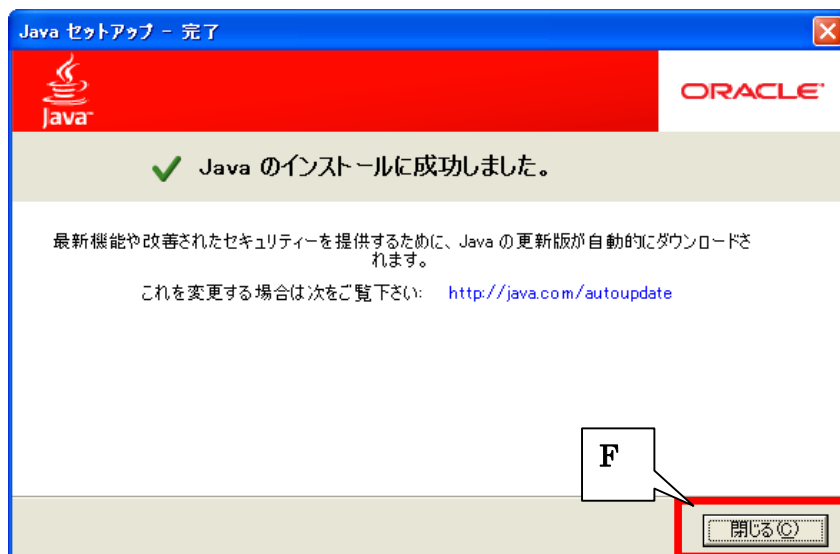 Java セットアップ - 完了
Java
ORACLE
Java のインストールに成功しました。
最新機能や改善されたセキュリティーを提供するために、Java の更新版が自動的にダウンロードさ
れます。
これを変更する場合は次をご覧下さい: http://java.com/autoupdate
F
閉じる(C)